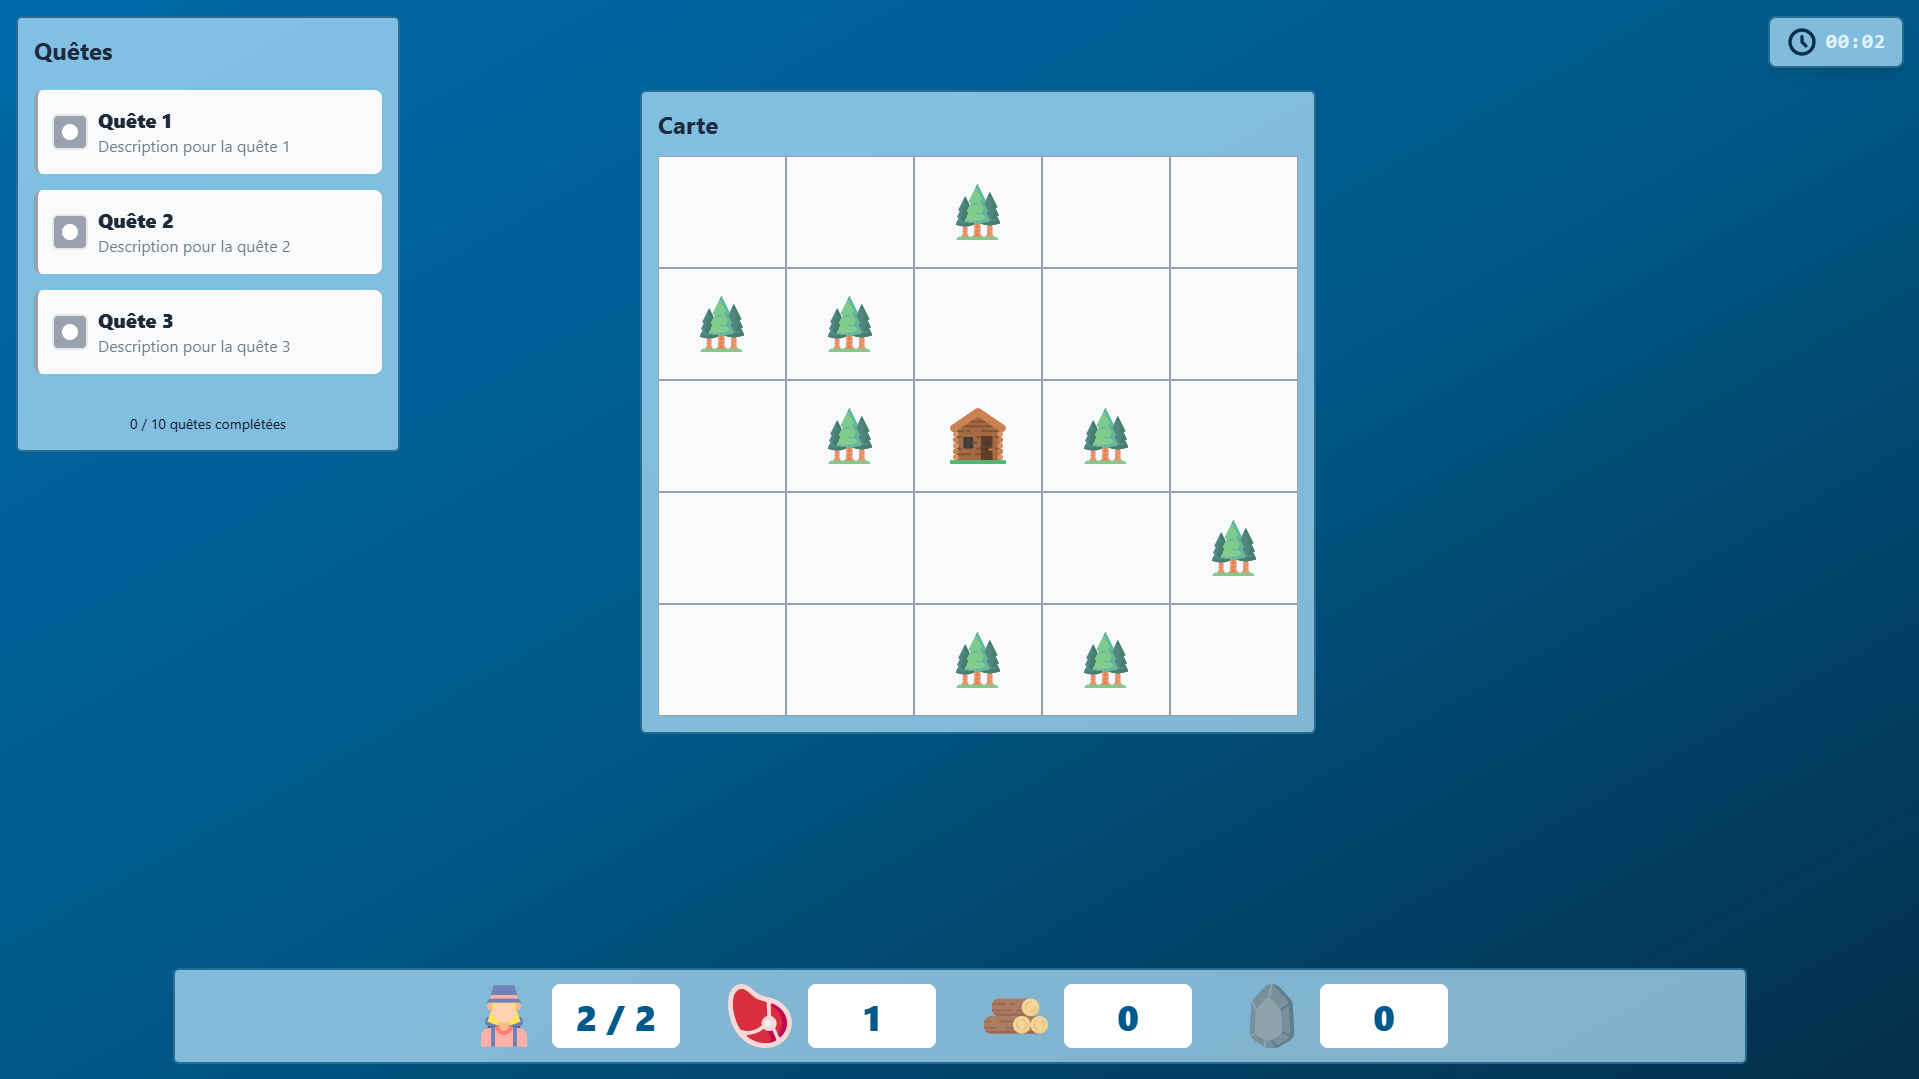 Quêtes
Quête 1
Description pour la quête 1
Quête 2
Description pour la quête 2
Quête 3
Description pour la quête 3
0 / 10 quêtes complétées
Carte
00:02
2 / 2
1
0
0